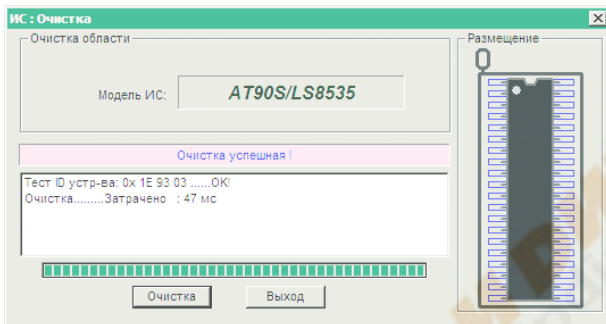 ИС : Очистка
Очистка области
Модель ИС:
AT90S/LS8535
Очистка успешная !
Тест ID устр-ва: 0x 1E 93 03 ......OK!
Очистка.........Затрачено : 47 мс
Очистка
Выход
Размещение